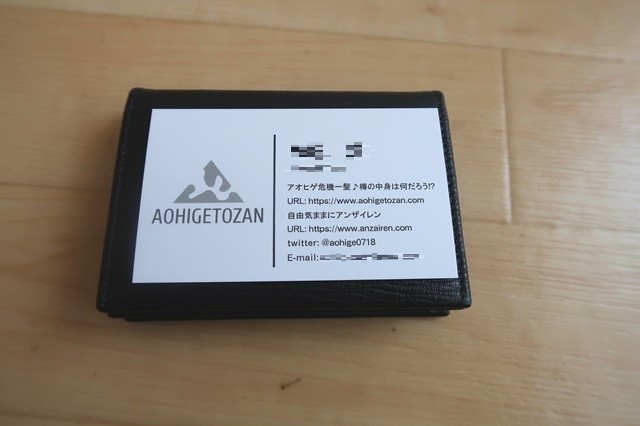 AOHIGETOZAN
アオヒゲ危機一髪♪樽の中身は何だろう!?
URL: https://www.aohigetozan.com
自由気ままにアンザイレン
URL: https://www.anzairen.com
twitter: @aohige0718
E-mail: